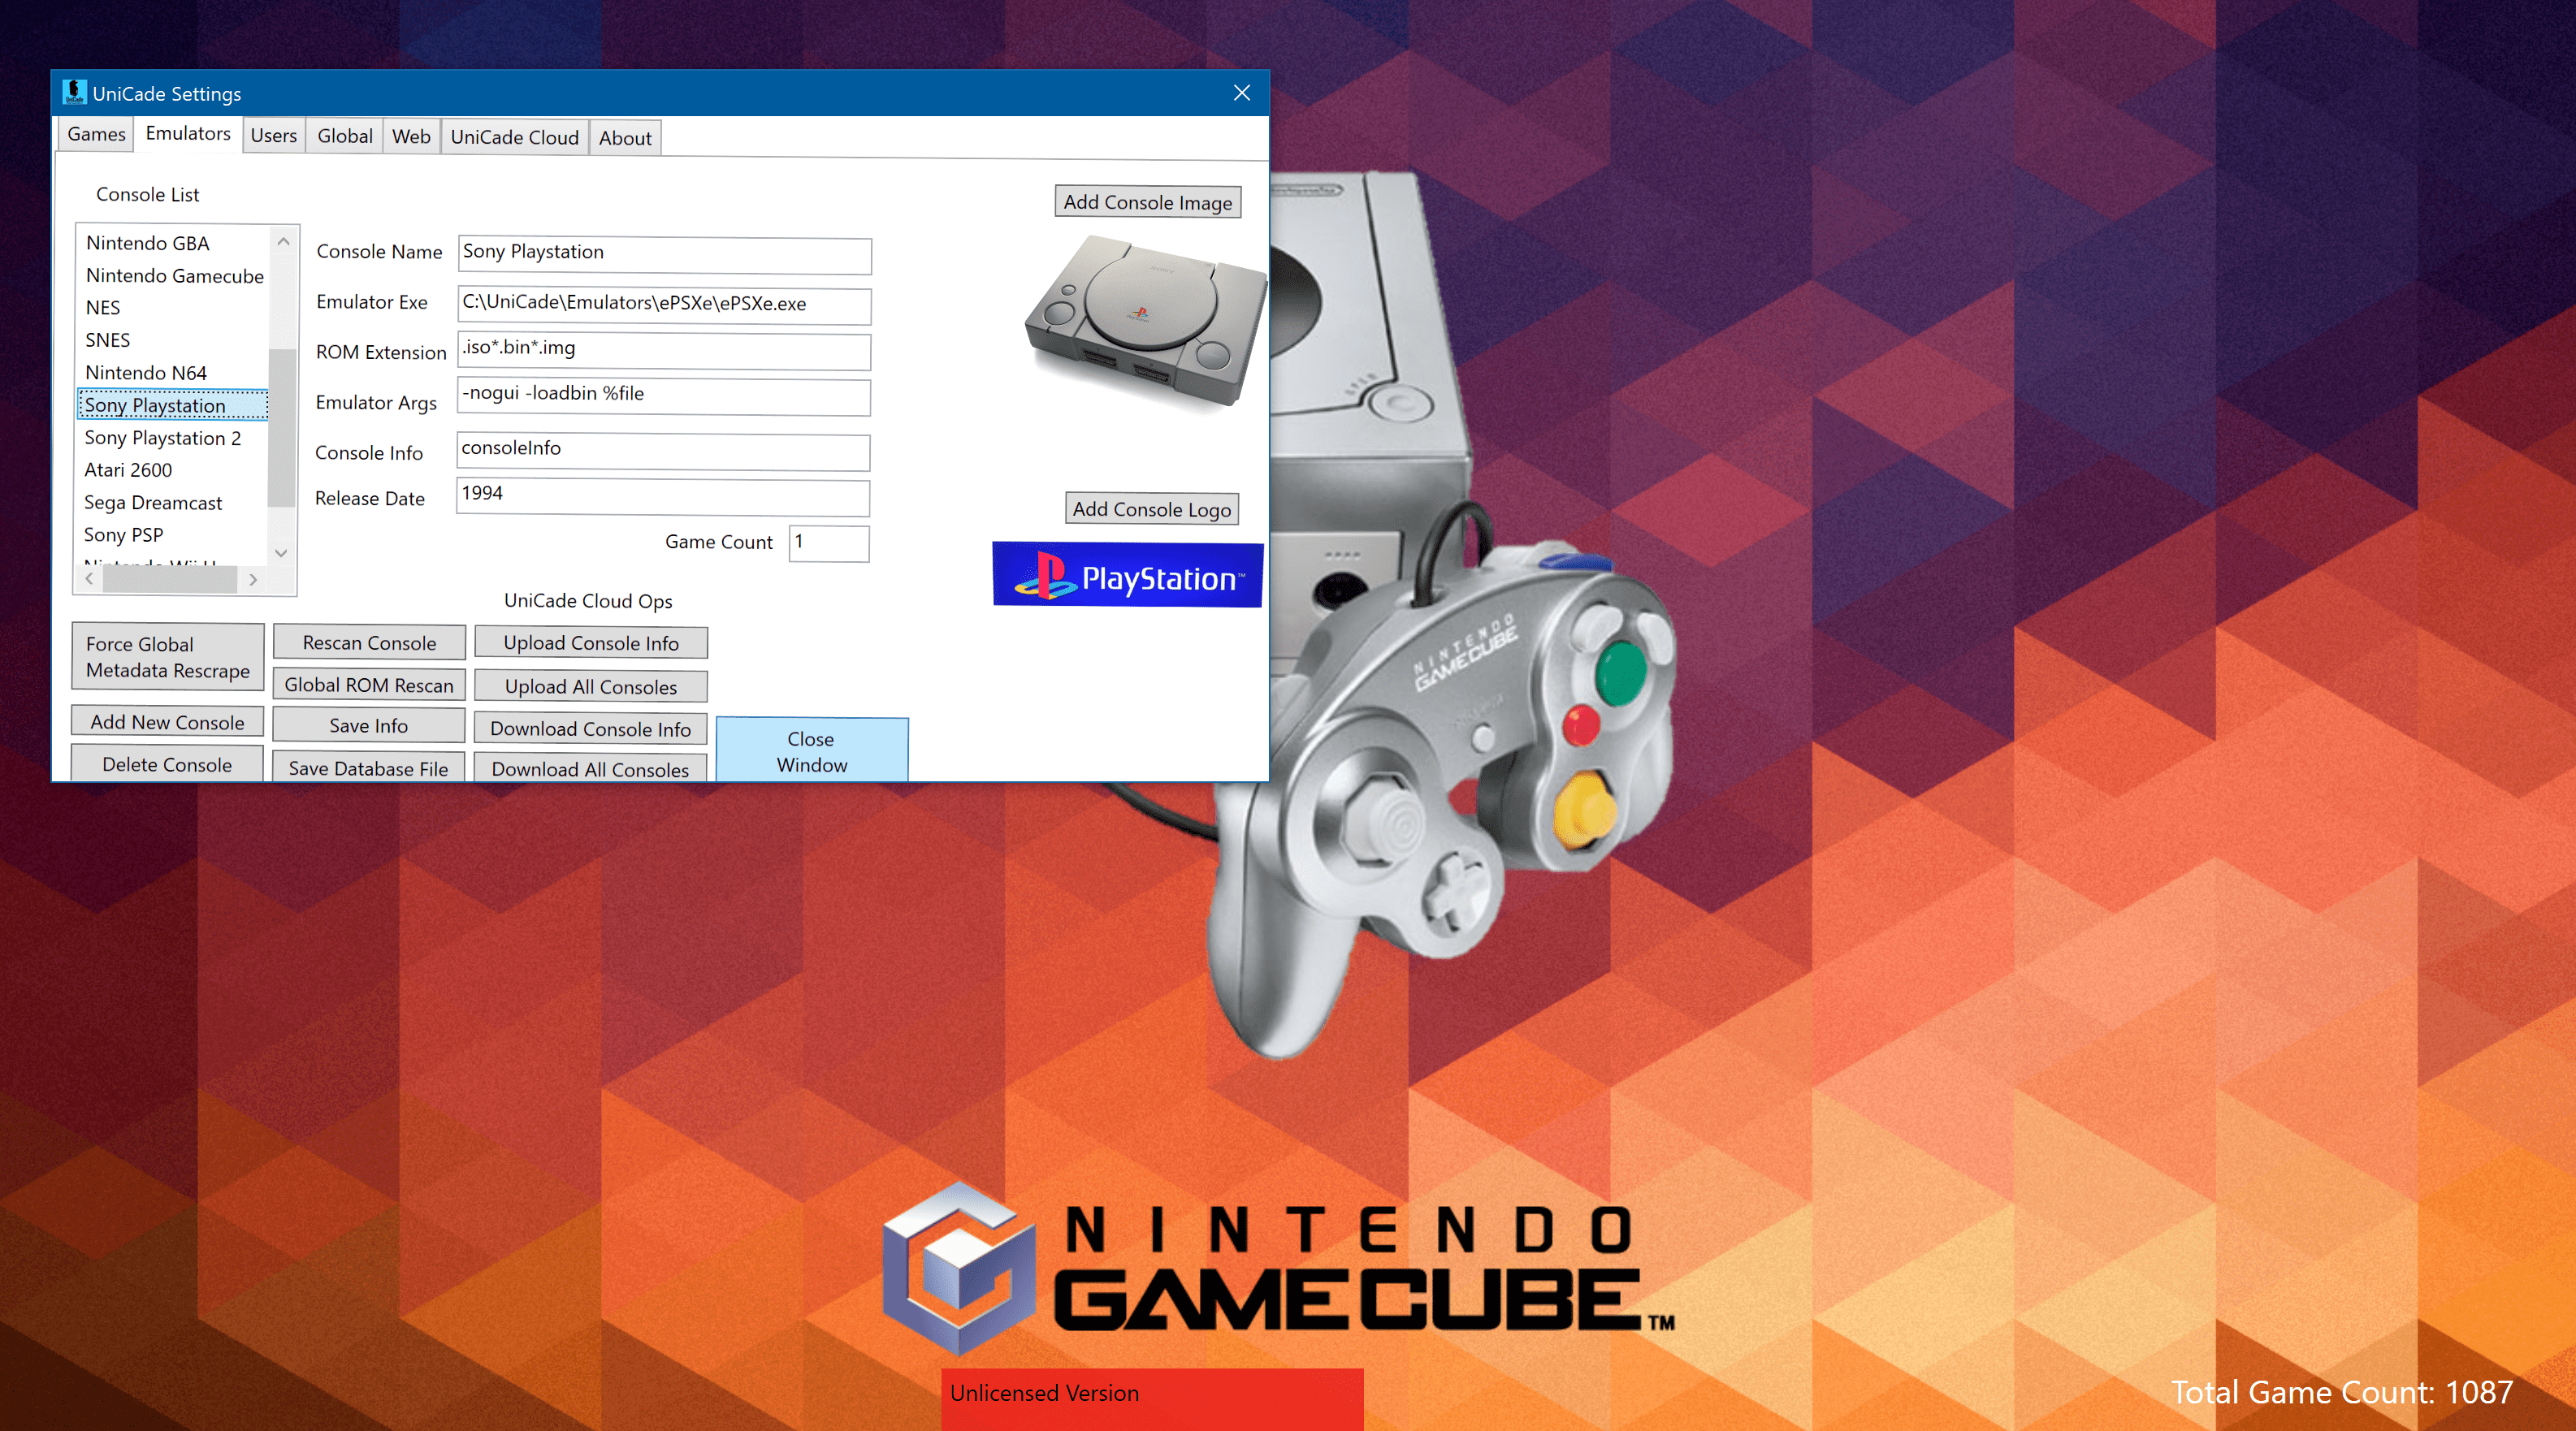 UniCade Settings
Games Emulators Users Global Web UniCade Cloud About
Console List
Nintendo GBA
Nintendo Gamecube
NES
SNES
Nintendo N64
Sony Playstation
Sony Playstation 2
Atari 2600
Sega Dreamcast
Sony PSP
Nintendo Wii U
Console Name Sony Playstation
Emulator Exe C:\UniCade\Emulators\ePSXe\ePSXe.exe
ROM Extension .iso*.bin*.img
Emulator Args -nogui -loadbin %file
Console Info consoleInfo
Release Date 1994
Game Count 1
Add Console Image
Add Console Logo
PlayStation™
UniCade Cloud Ops
Force Global
Metadata Rescrape
Add New Console
Delete Console
Rescan Console
Global ROM Rescan
Save Info
Save Database File
Upload Console Info
Upload All Consoles
Download Console Info
Download All Consoles
Close
Window
OPEN
NINTENDO
GAMECUBE
NINTENDO
GAMECUBE™
Unlicensed Version
Total Game Count: 1087